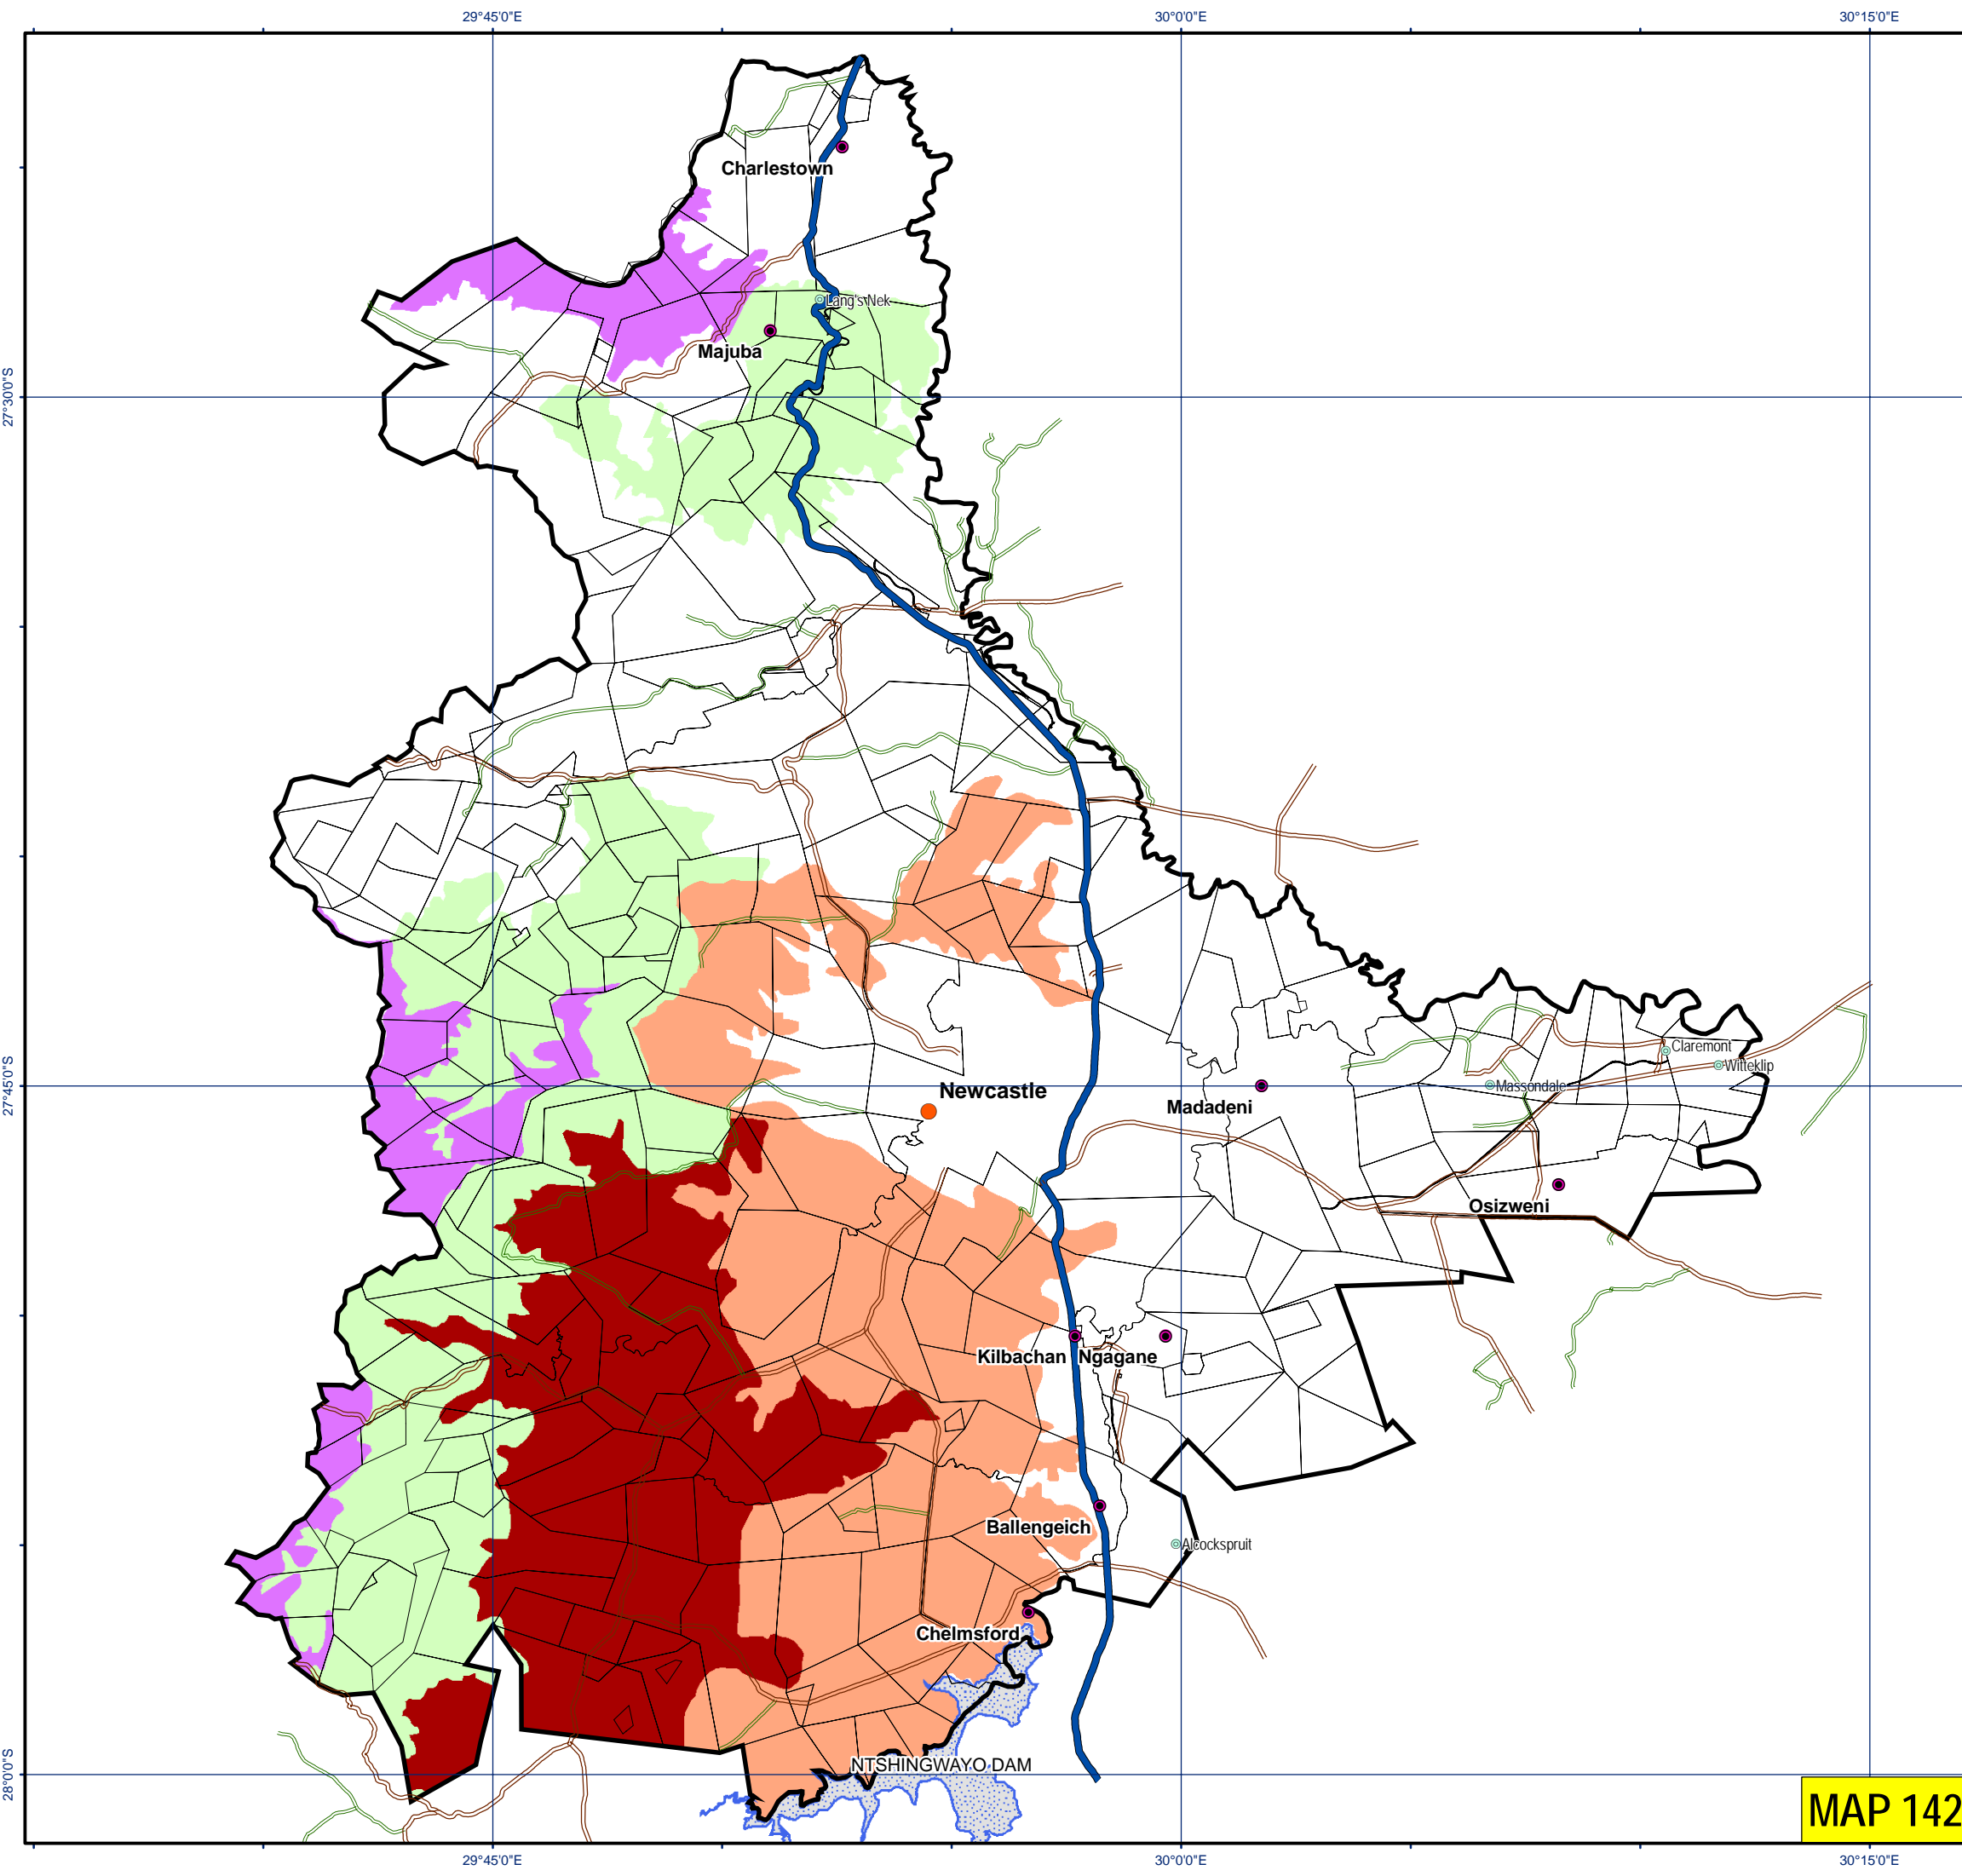 29°45'0"E
30°0'0"E
30°15'0"E
Charlestown
Lang's Nek
Majuba
27°30'0"S
Claremont
Witteklip
27°45'0"S
Massondale
Newcastle
Madadeni
Osizweni
Kilbachan
Ngagane
Ballengeich
Alcockspruit
Chelmsford
NTSHINGWAYO DAM
28°0'0"S
MAP 142
29°45'0"E
30°0'0"E
30°15'0"E